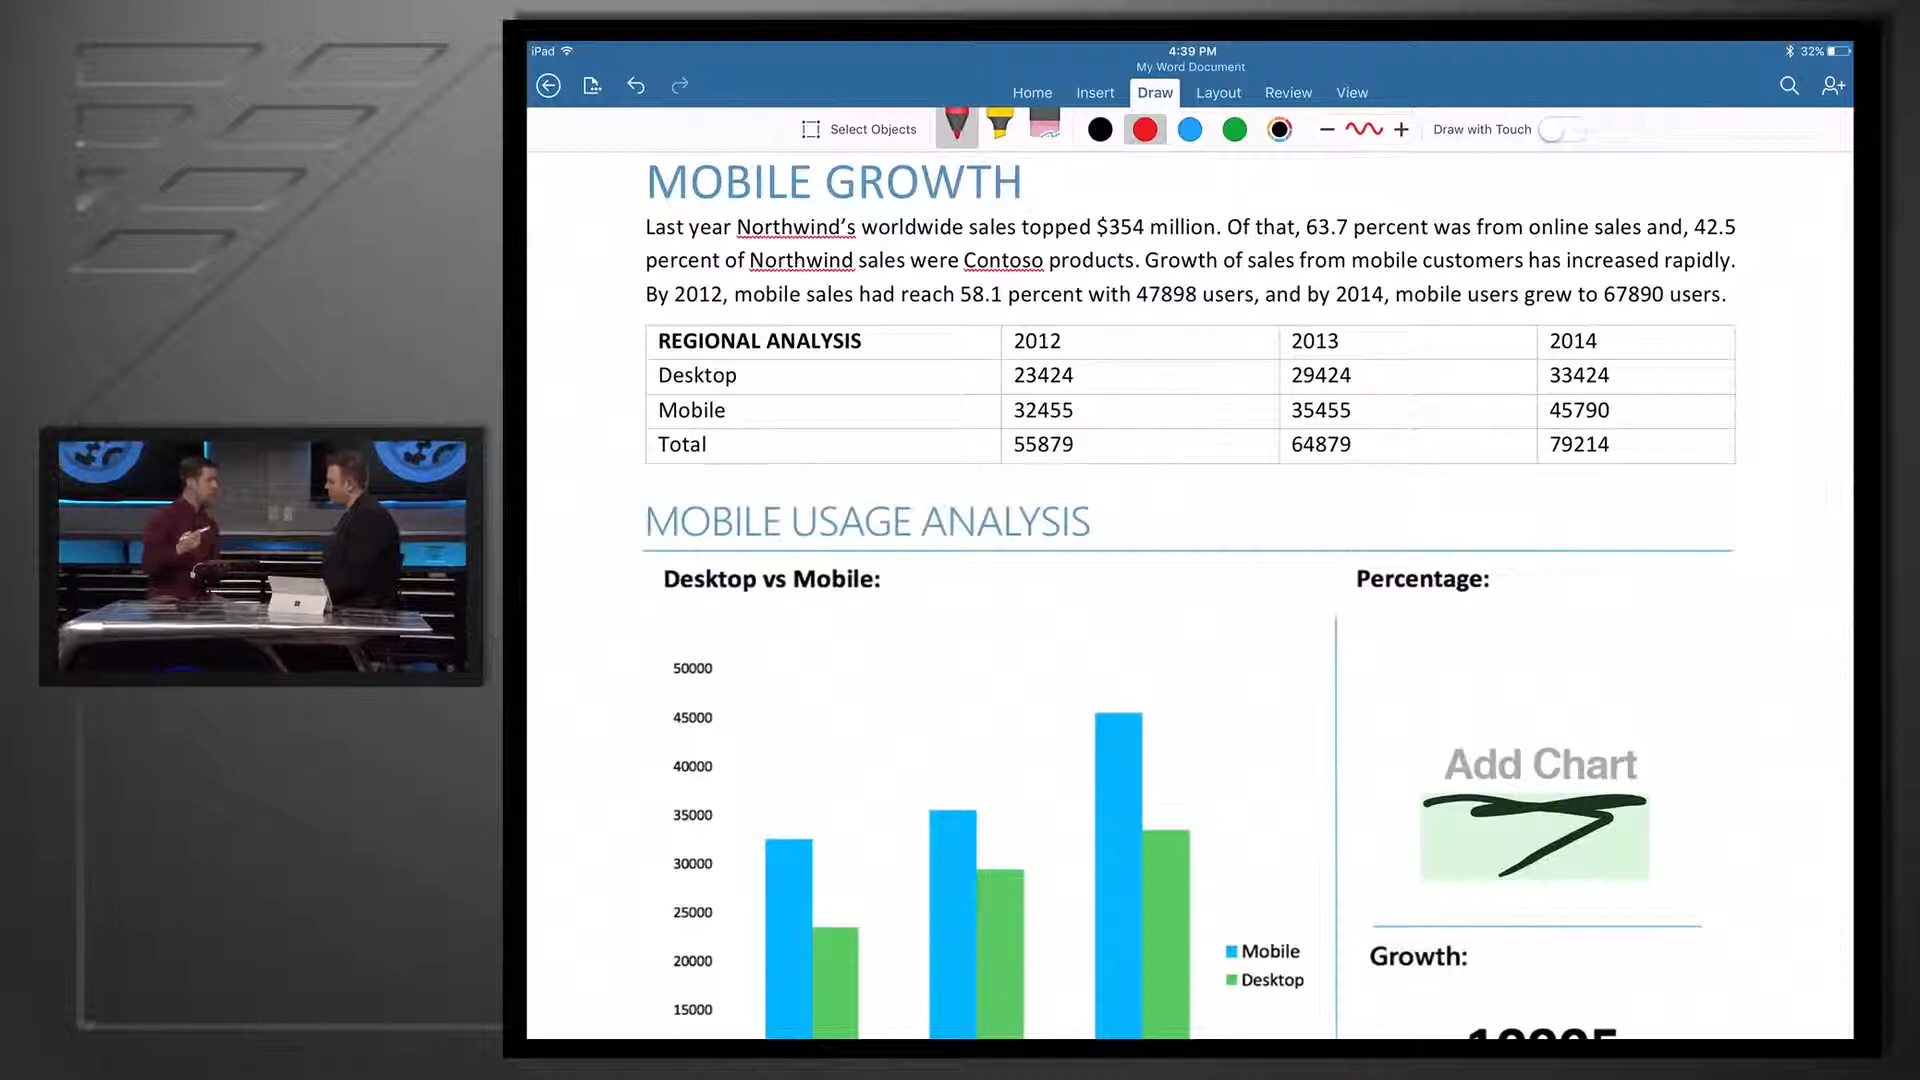 iPad
4:39 PM
32%
My Word Document
Home Insert Draw Layout Review View
Select Objects
Draw with Touch
MOBILE GROWTH
Last year Northwind’s worldwide sales topped $354 million. Of that, 63.7 percent was from online sales and, 42.5
percent of Northwind sales were Contoso products. Growth of sales from mobile customers has increased rapidly.
By 2012, mobile sales had reach 58.1 percent with 47898 users, and by 2014, mobile users grew to 67890 users.
REGIONAL ANALYSIS 2012 2013 2014
Desktop 23424 29424 33424
Mobile 32455 35455 45790
Total 55879 64879 79214
MOBILE USAGE ANALYSIS
Desktop vs Mobile:
Percentage:
50000
45000
40000
35000
30000
25000
20000
15000
Mobile
Desktop
Add Chart
Growth: